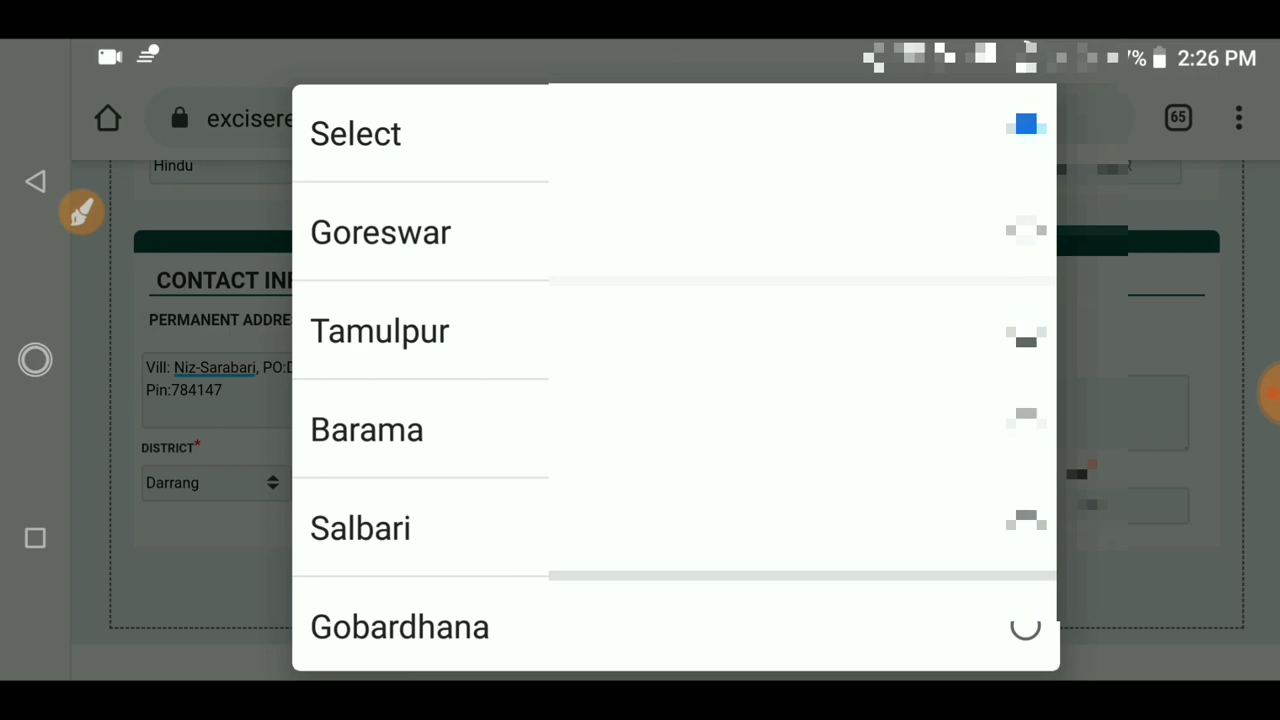 % 2:26 PM
excisere
65
Hindu
CONTACT
PERMANENT ADDRE
Vill: Niz-Sarabari, PO:D
Pin:784147
DISTRICT*
Darrang
Select
Goreswar
Tamulpur
Barama
Salbari
Gobardhana